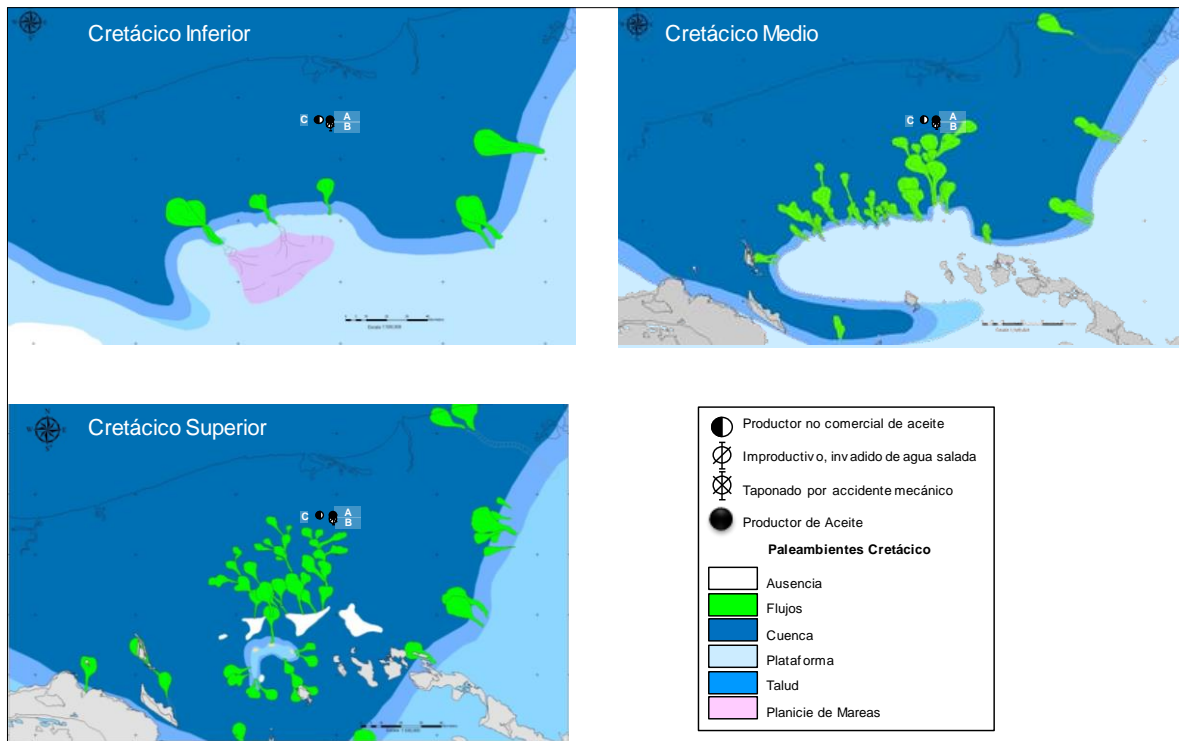 Cretácico Inferior
C
A
B
Cretácico Medio
C
A
B
Cretácico Superior
C
A
B
Productor no comercial de aceite
Improductivo, invadido de agua salada
Taponado por accidente mecánico
Productor de Aceite
Paleambientes Cretácico
Ausencia
Flujos
Cuenca
Plataforma
Talud
Planicie de Mareas